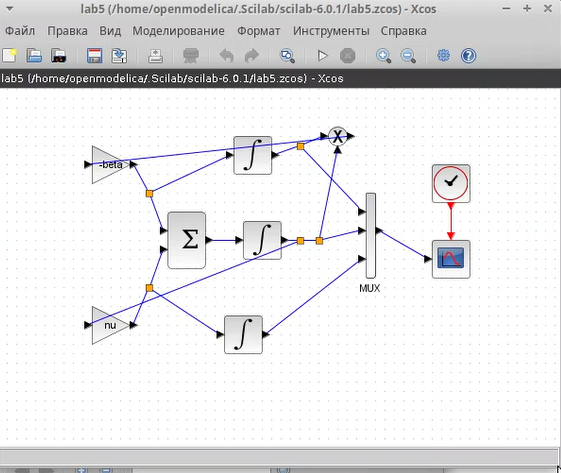 lab5 (/home/openmodelica/.Scilab/scilab-6.0.1/lab5.zcos) - Xcos
Файл Правка Вид Моделирование Формат Инструменты Справка
lab5 (/home/openmodelica/.Scilab/scilab-6.0.1/lab5.zcos) - Xcos
X
-beta
∫
Σ
∫
MUX
nu
∫